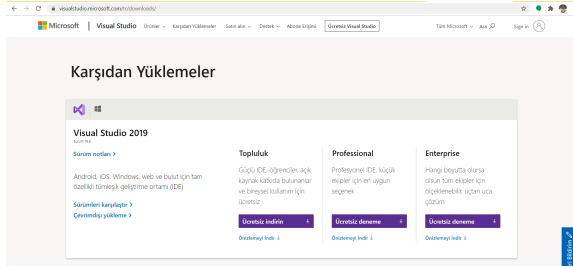 visualstudio.microsoft.com/tr/downloads/
Microsoft | Visual Studio Ürünler Karşıdan Yüklemeler Satın alın Destek Abone Erişimi Ücretsiz Visual Studio Tüm Microsoft Ara Sign in
Karşıdan Yüklemeler
Visual Studio 2019
Sürüm notları >
Android, iOS, Windows, web ve bulut için tam
özellikli tümleşik geliştirme ortamı (IDE)
Sürümleri karşılaştır >
Çevrimdışı yükleme >
Topluluk
Güçlü IDE, öğrenciler, açık
kaynak katkıda bulunanlar
ve bireysel kullanım için
ücretsiz
Ücretsiz indirin
Önizlemeyi İndir
Professional
Profesyonel IDE, küçük
ekipler için en uygun
seçenek
Ücretsiz deneme
Önizlemeyi İndir
Enterprise
Hangi boyutta olursa
olsun tüm ekipler için
ölçeklenebilir, uçtan uca
çözüm
Ücretsiz deneme
Önizlemeyi İndir
Bildirim